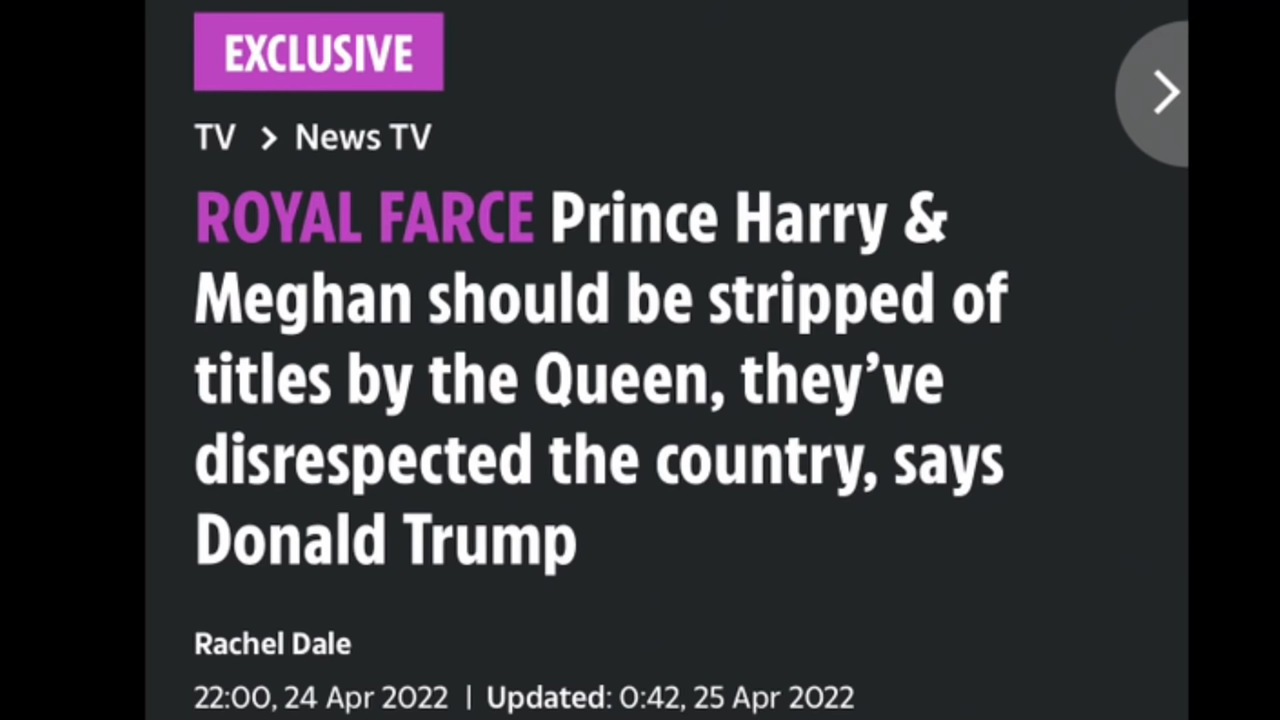 EXCLUSIVE
TV > News TV
ROYAL FARCE Prince Harry &
Meghan should be stripped of
titles by the Queen, they’ve
disrespected the country, says
Donald Trump
Rachel Dale
22:00, 24 Apr 2022 | Updated: 0:42, 25 Apr 2022